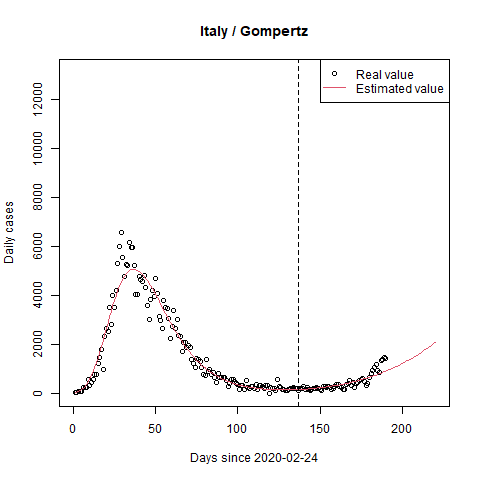 Italy / Gompertz
Real value
Estimated value
Daily cases
12000
10000
8000
6000
4000
2000
0
0 50 100 150 200
Days since 2020-02-24